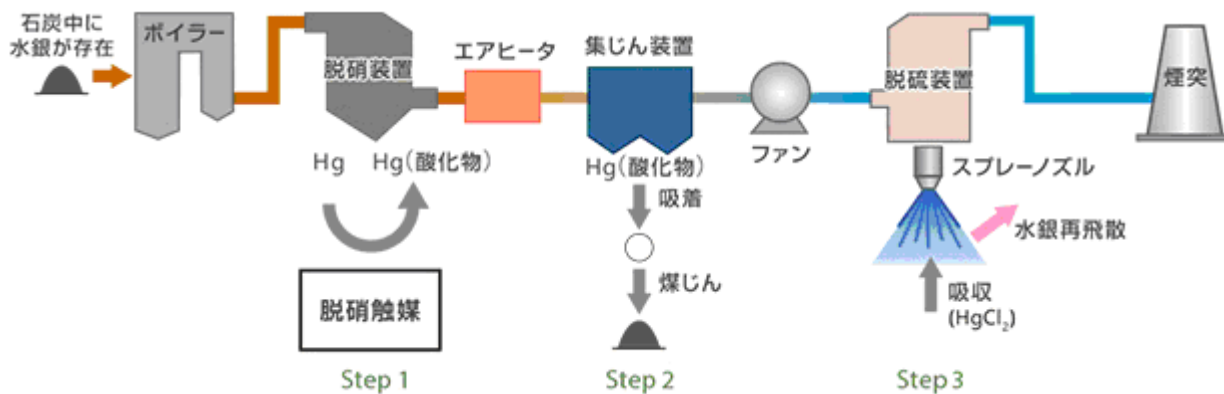 石炭中に
水銀が存在
ボイラー
脱硝装置
エアヒータ
集じん装置
ファン
脱硫装置
煙突
Hg
Hg(酸化物)
Hg(酸化物)
吸着
煤じん
スプレーノズル
水銀再飛散
吸収
(HgCl₂)
脱硝触媒
Step 1
Step 2
Step 3